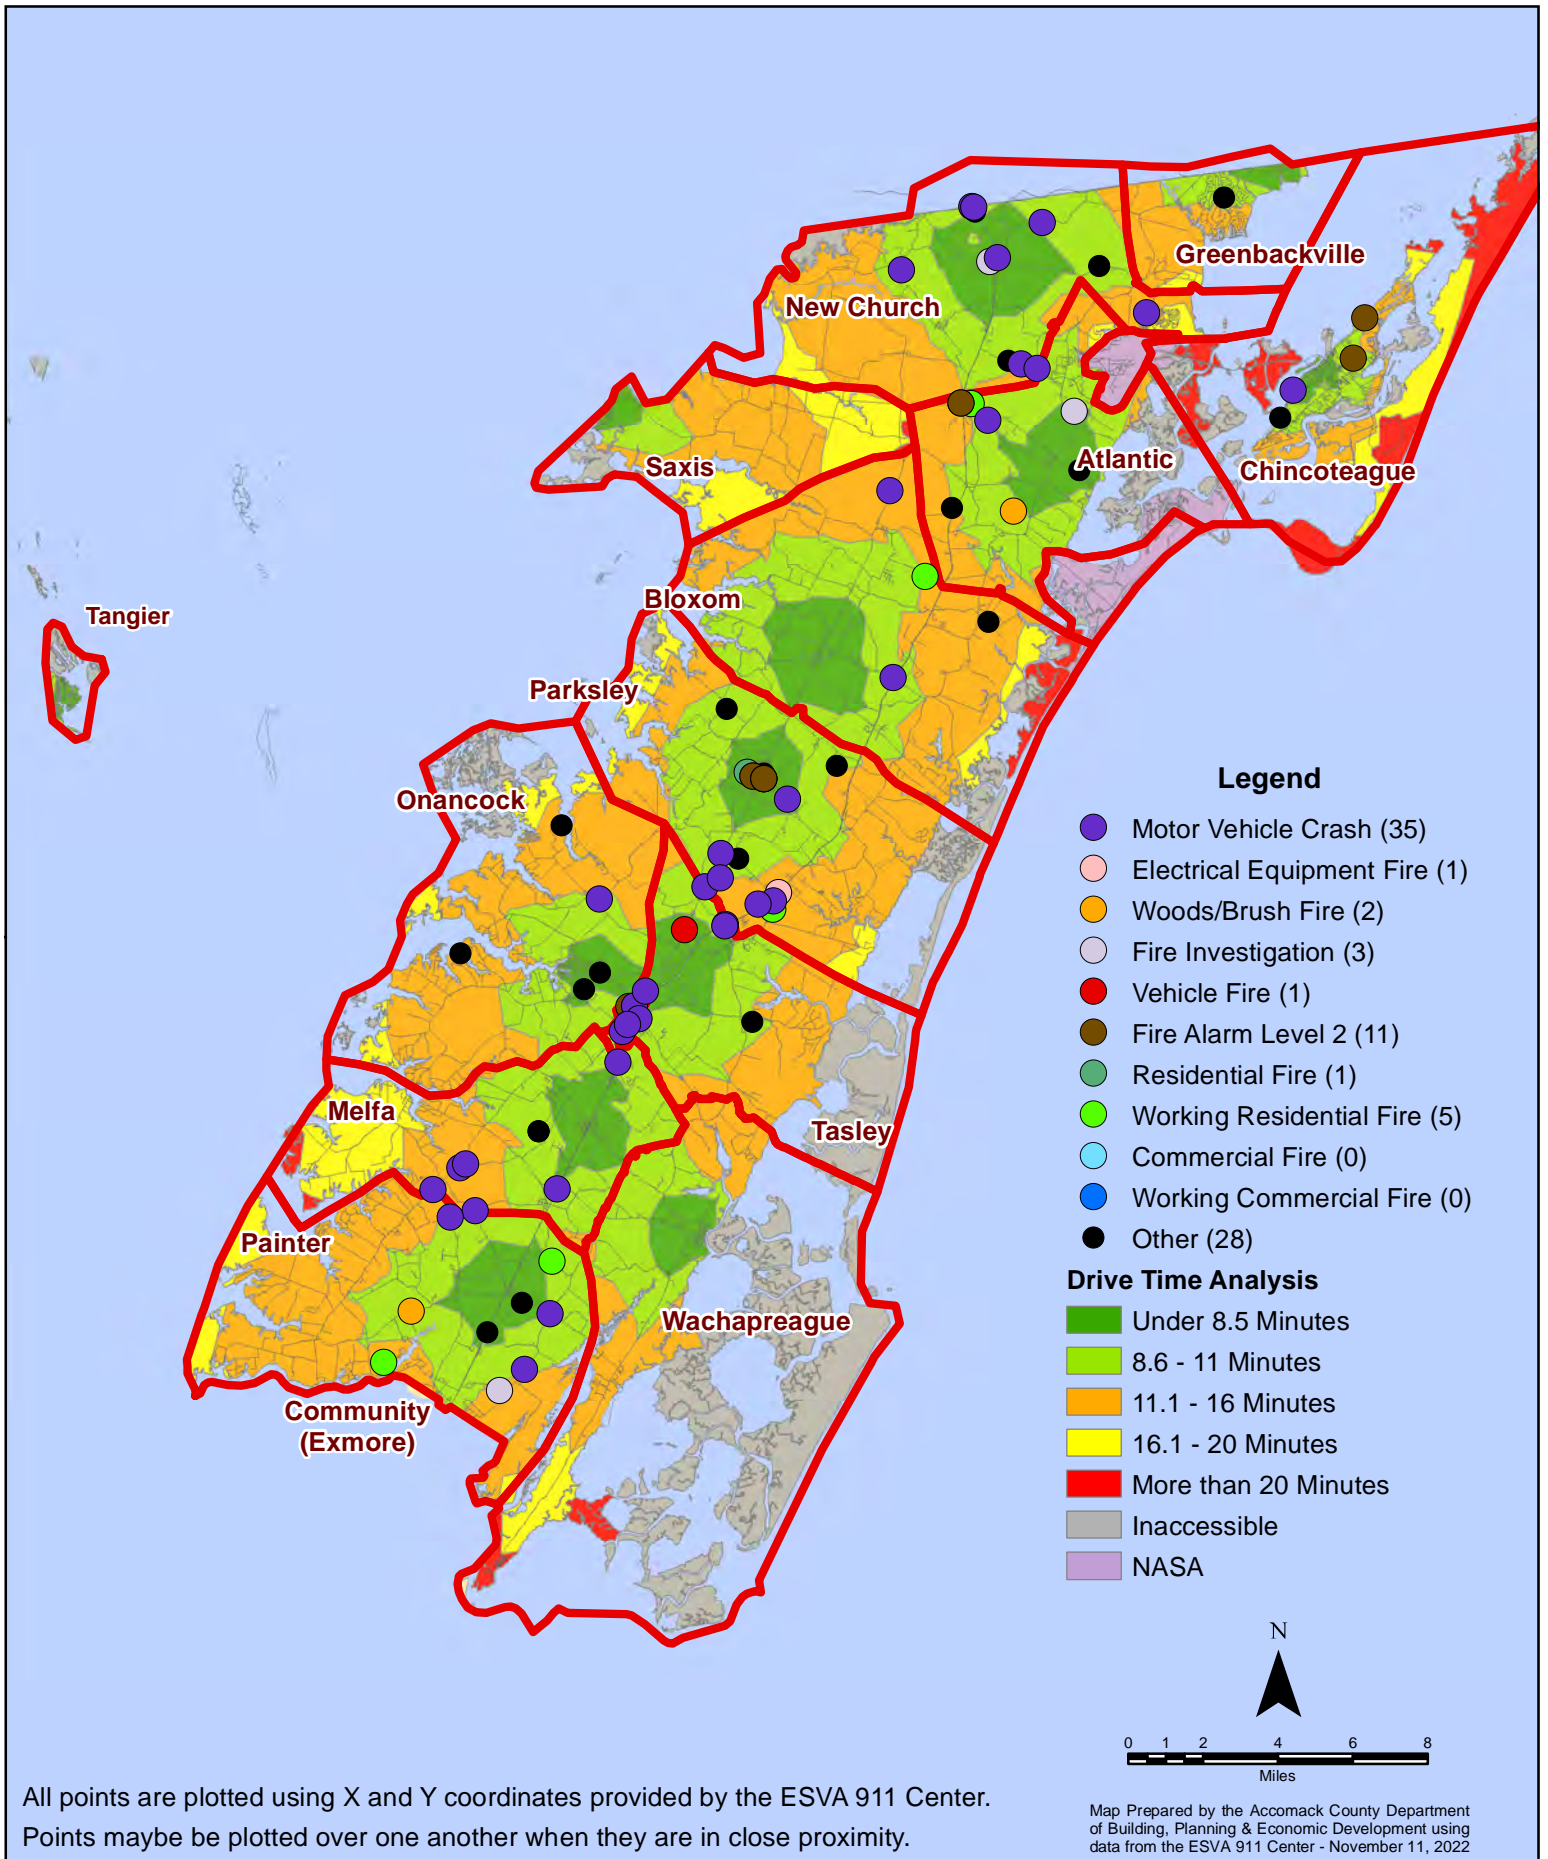 Greenbackville
New Church
Saxis
Atlantic
Chincoteague
Bloxom
Tangier
Parksley
Onancock
Melfa
Tasley
Painter
Wachapreague
Community
(Exmore)
Legend
Motor Vehicle Crash (35)
Electrical Equipment Fire (1)
Woods/Brush Fire (2)
Fire Investigation (3)
Vehicle Fire (1)
Fire Alarm Level 2 (11)
Residential Fire (1)
Working Residential Fire (5)
Commercial Fire (0)
Working Commercial Fire (0)
Other (28)
Drive Time Analysis
Under 8.5 Minutes
8.6 - 11 Minutes
11.1 - 16 Minutes
16.1 - 20 Minutes
More than 20 Minutes
Inaccessible
NASA
N
0 1 2 4 6 8
Miles
All points are plotted using X and Y coordinates provided by the ESVA 911 Center.
Points maybe be plotted over one another when they are in close proximity.
Map Prepared by the Accomack County Department
of Building, Planning & Economic Development using
data from the ESVA 911 Center - November 11, 2022